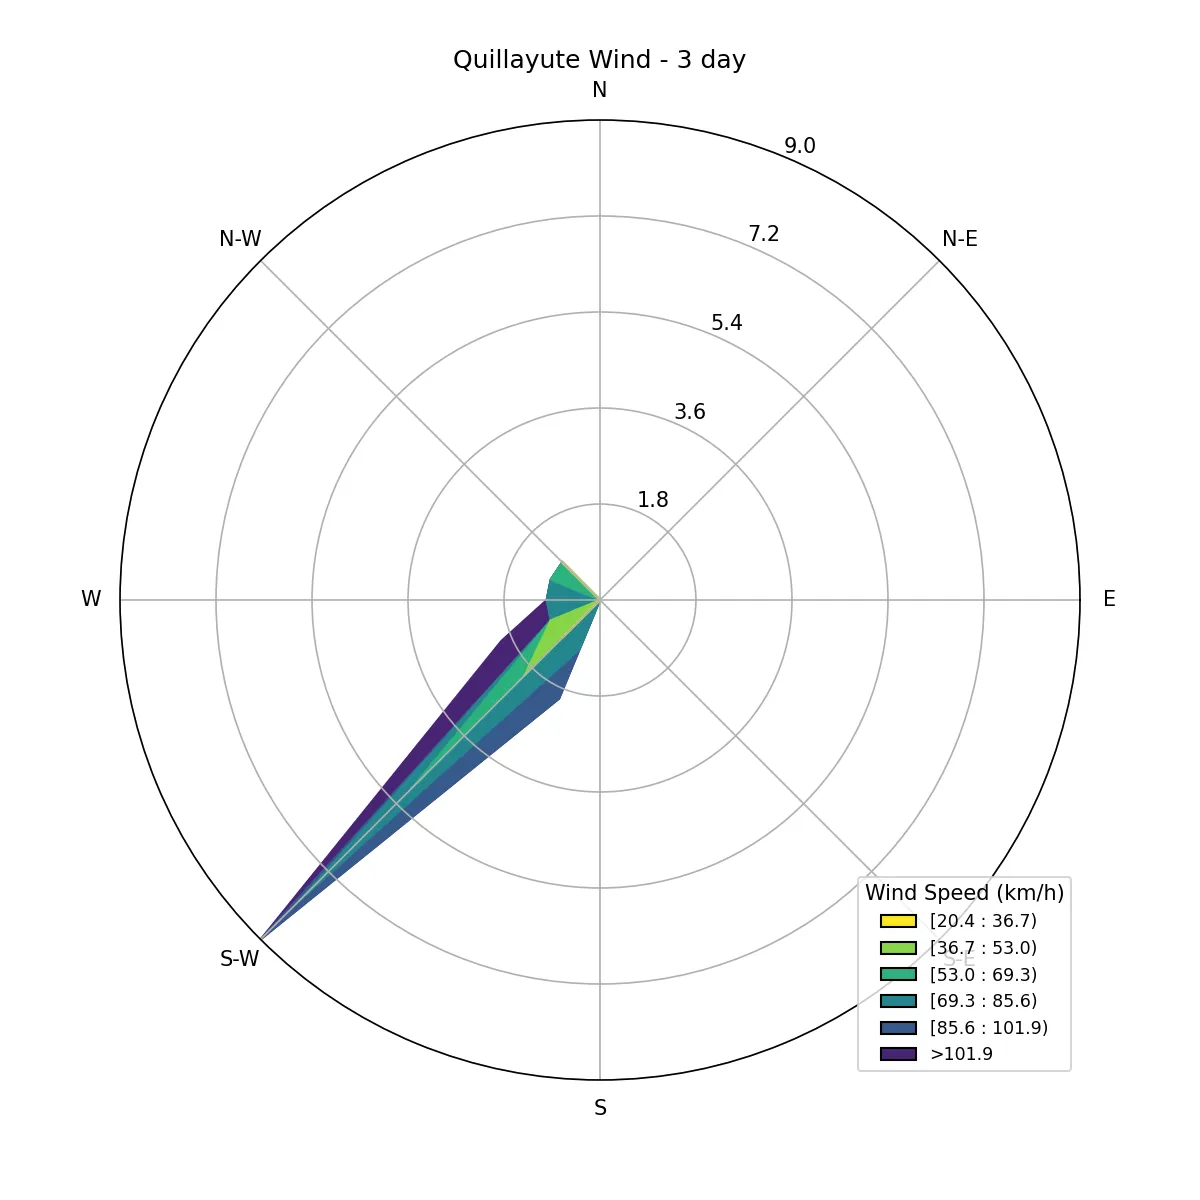 Quillayute Wind - 3 day
N
9.0
7.2
N-W
N-E
5.4
3.6
1.8
W
E
Wind Speed (km/h)
[20.4 : 36.7)
[36.7 : 53.0)
S-W
S-E
[53.0 : 69.3)
[69.3 : 85.6)
[85.6 : 101.9)
>101.9
S